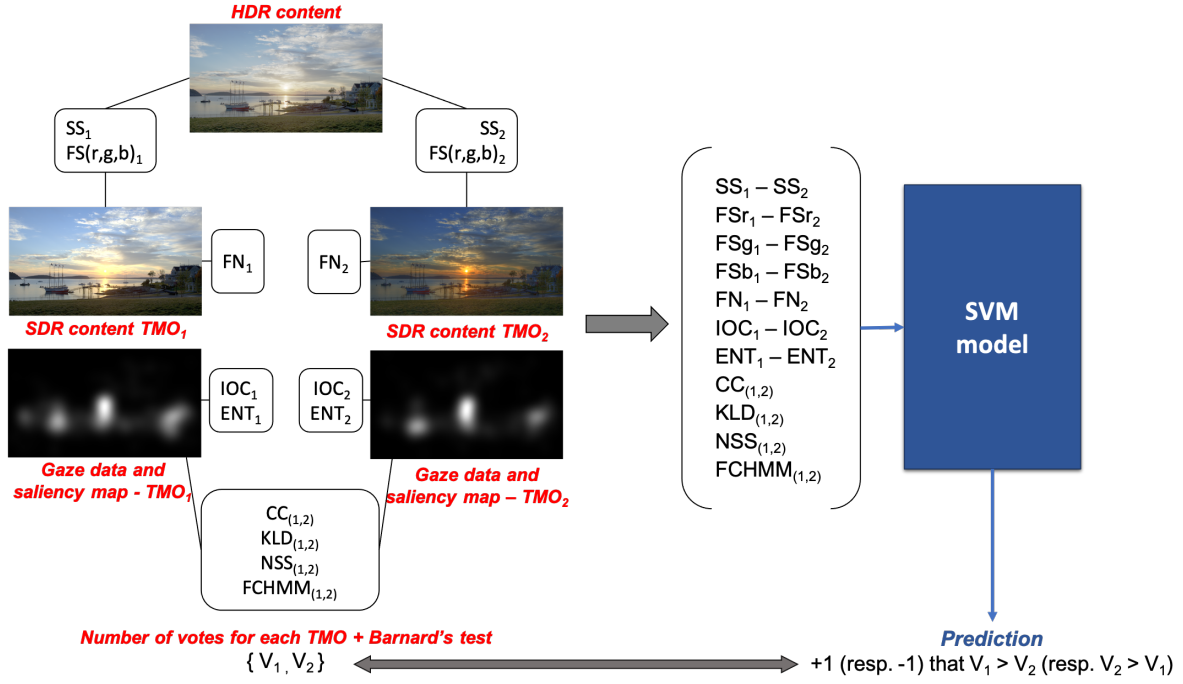 HDR content
SS₁
FS(r,g,b)₁
SS₂
FS(r,g,b)₂
FN₁
FN₂
SDR content TMO₁
SDR content TMO₂
IOC₁
ENT₁
IOC₂
ENT₂
Gaze data and
saliency map - TMO₁
Gaze data and
saliency map – TMO₂
CC₍₁,₂₎
KLD₍₁,₂₎
NSS₍₁,₂₎
FCHMM₍₁,₂₎
SS₁ – SS₂
FSr₁ – FSr₂
FSg₁ – FSg₂
FSb₁ – FSb₂
FN₁ – FN₂
IOC₁ – IOC₂
ENT₁ – ENT₂
CC₍₁,₂₎
KLD₍₁,₂₎
NSS₍₁,₂₎
FCHMM₍₁,₂₎
SVM
model
Number of votes for each TMO + Barnard’s test
{ V₁ , V₂ }
Prediction
+1 (resp. -1) that V₁ > V₂ (resp. V₂ > V₁)